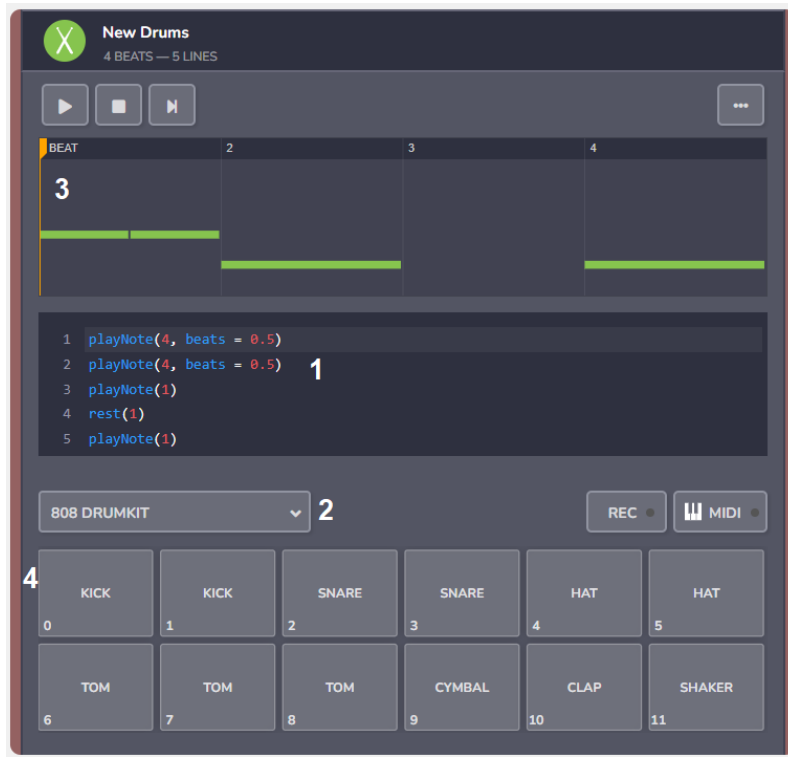 New Drums
4 BEATS — 5 LINES
•••
BEAT 2 3 4
3
1 playNote(4, beats = 0.5)
2 playNote(4, beats = 0.5) 1
3 playNote(1)
4 rest(1)
5 playNote(1)
808 DRUMKIT 2 REC MIDI
4
KICK KICK SNARE SNARE HAT HAT
0 1 2 3 4 5
TOM TOM TOM CYMBAL CLAP SHAKER
6 7 8 9 10 11